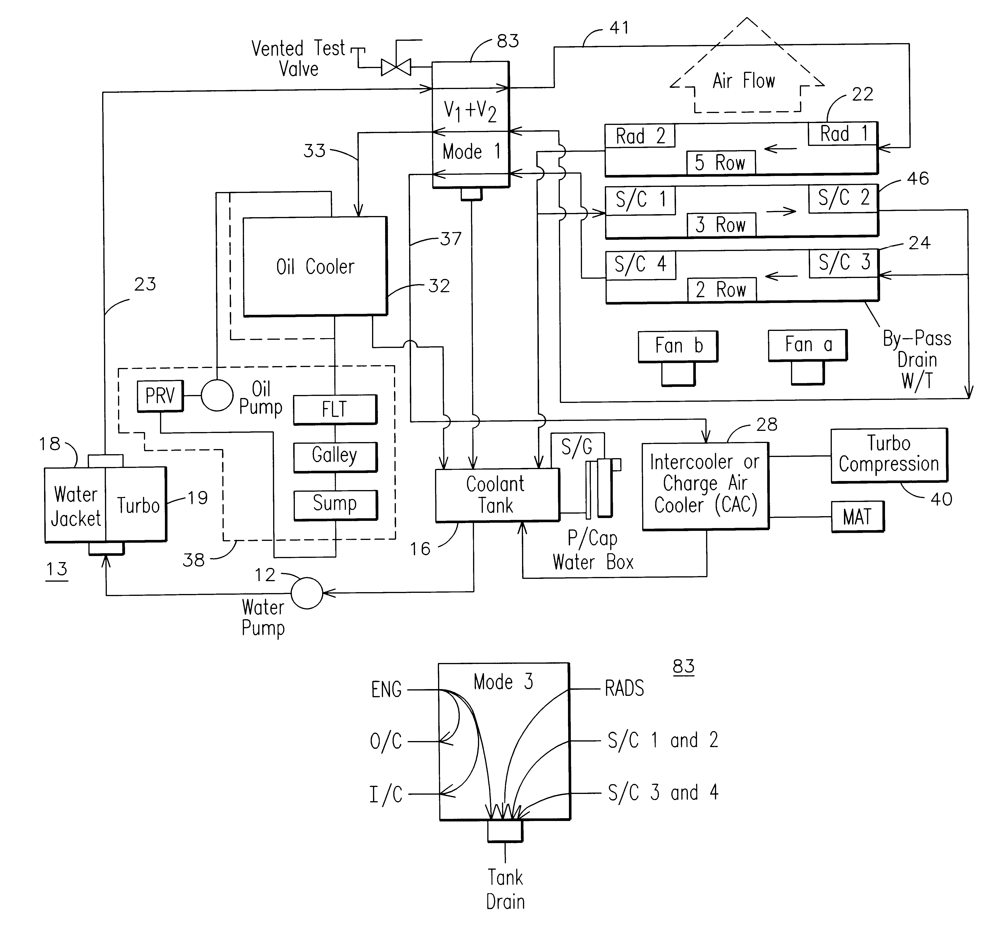 Vented Test
Valve
83
41
Air Flow
22
V1+V2
Mode 1
33
Rad 2
Rad 1
5 Row
46
S/C 1
S/C 2
3 Row
37
24
S/C 4
S/C 3
2 Row
Oil Cooler
32
23
By-Pass
Drain
W/T
Fan b
Fan a
PRV
Oil
Pump
FLT
Galley
Sump
18
Water
Jacket
Turbo
19
13
38
12
Water
Pump
Coolant
Tank
16
S/G
P/Cap
Water Box
28
Intercooler or
Charge Air
Cooler (CAC)
Turbo
Compression
40
MAT
83
Mode 3
ENG
RADS
O/C
S/C 1 and 2
I/C
S/C 3 and 4
Tank
Drain